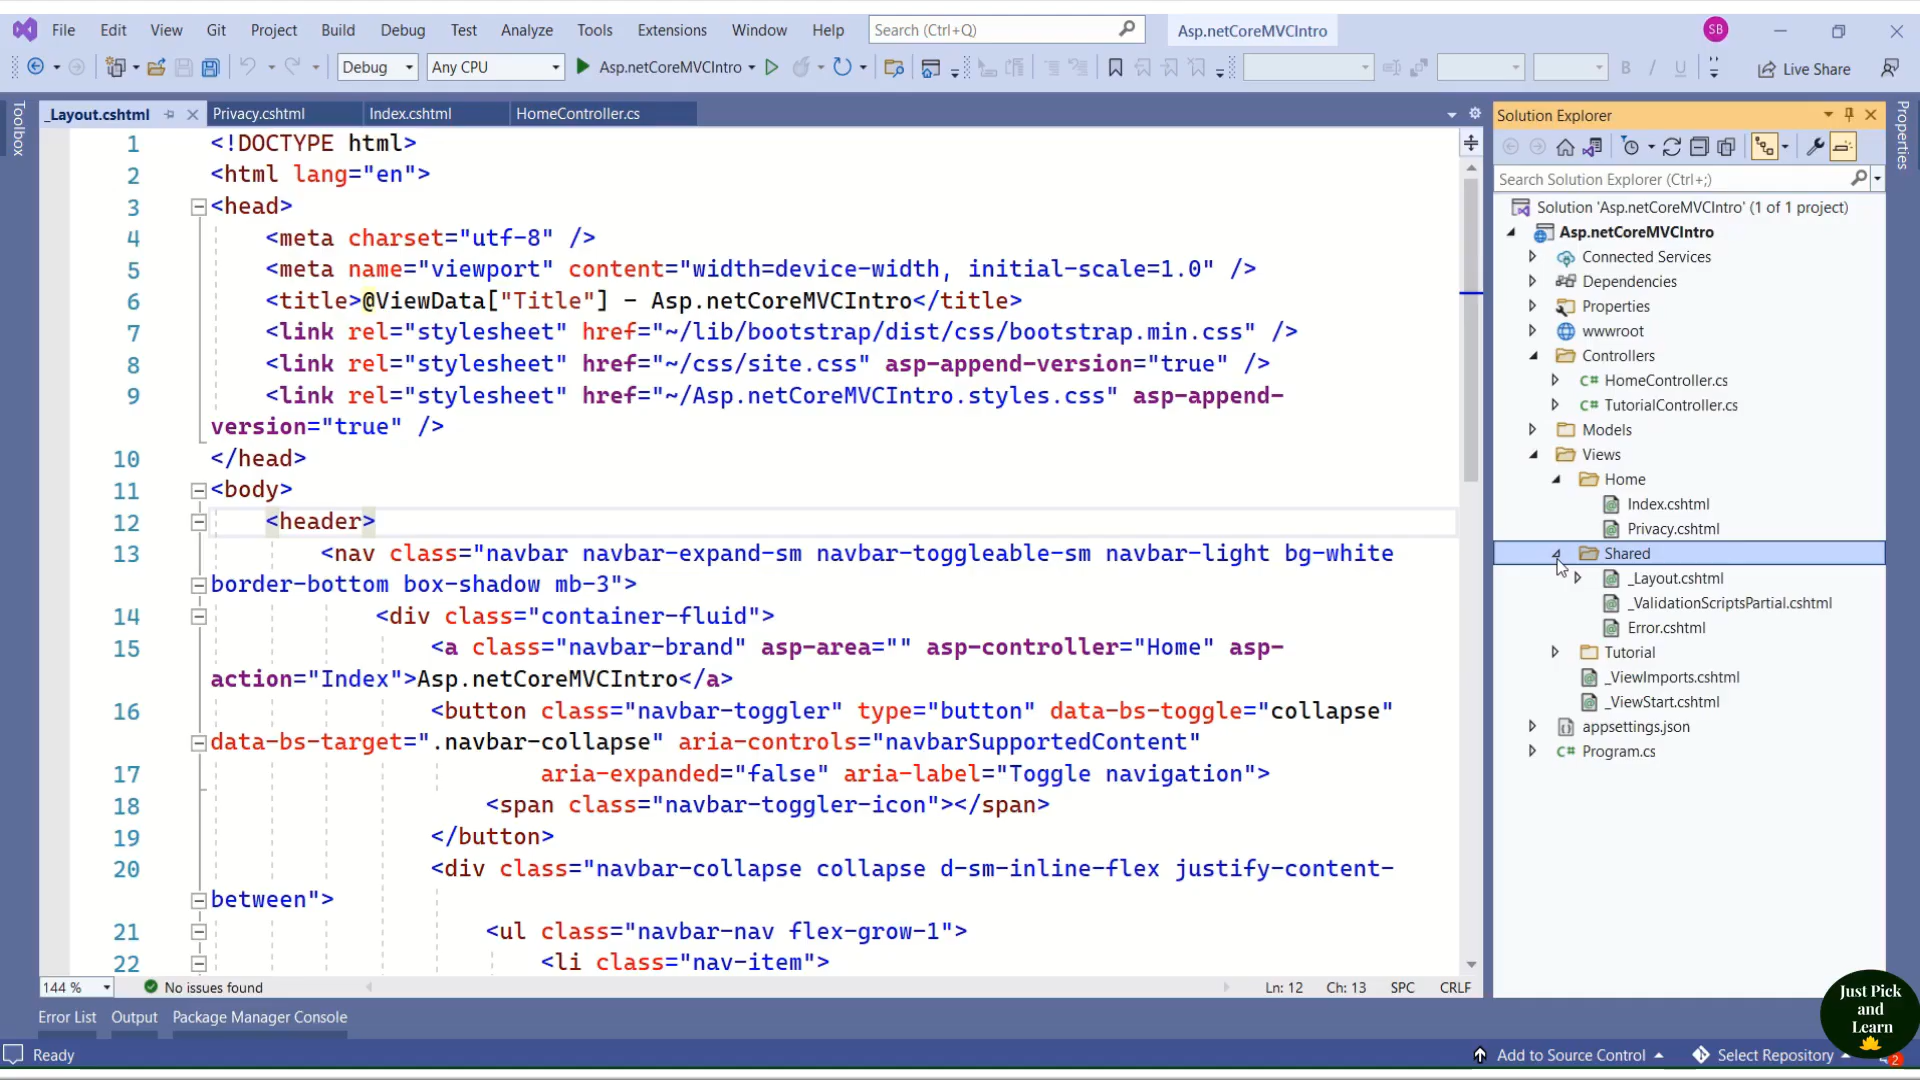 File Edit View Git Project Build Debug Test Analyze Tools Extensions Window Help Search (Ctrl+Q) Asp.netCoreMVCIntro SB
Debug Any CPU Asp.netCoreMVCIntro Live Share
Toolbox
_Layout.cshtml Privacy.cshtml Index.cshtml HomeController.cs
1 <!DOCTYPE html>
2 <html lang="en">
3 <head>
4 <meta charset="utf-8" />
5 <meta name="viewport" content="width=device-width, initial-scale=1.0" />
6 <title>@ViewData["Title"] - Asp.netCoreMVCIntro</title>
7 <link rel="stylesheet" href="~/lib/bootstrap/dist/css/bootstrap.min.css" />
8 <link rel="stylesheet" href="~/css/site.css" asp-append-version="true" />
9 <link rel="stylesheet" href="~/Asp.netCoreMVCIntro.styles.css" asp-append-
version="true" />
10 </head>
11 <body>
12 <header>
13 <nav class="navbar navbar-expand-sm navbar-toggleable-sm navbar-light bg-white
border-bottom box-shadow mb-3">
14 <div class="container-fluid">
15 <a class="navbar-brand" asp-area="" asp-controller="Home" asp-
action="Index">Asp.netCoreMVCIntro</a>
16 <button class="navbar-toggler" type="button" data-bs-toggle="collapse"
data-bs-target=".navbar-collapse" aria-controls="navbarSupportedContent"
17 aria-expanded="false" aria-label="Toggle navigation">
18 <span class="navbar-toggler-icon"></span>
19 </button>
20 <div class="navbar-collapse collapse d-sm-inline-flex justify-content-
between">
21 <ul class="navbar-nav flex-grow-1">
22 <li class="nav-item">
144 % No issues found Ln: 12 Ch: 13 SPC CRLF
Solution Explorer
Search Solution Explorer (Ctrl+;)
Solution 'Asp.netCoreMVCIntro' (1 of 1 project)
Asp.netCoreMVCIntro
Connected Services
Dependencies
Properties
wwwroot
Controllers
C# HomeController.cs
C# TutorialController.cs
Models
Views
Home
Index.cshtml
Privacy.cshtml
Shared
_Layout.cshtml
_ValidationScriptsPartial.cshtml
Error.cshtml
Tutorial
_ViewImports.cshtml
_ViewStart.cshtml
appsettings.json
C# Program.cs
Properties
Error List Output Package Manager Console
Ready Add to Source Control Select Repository 2
Just Pick
and
Learn